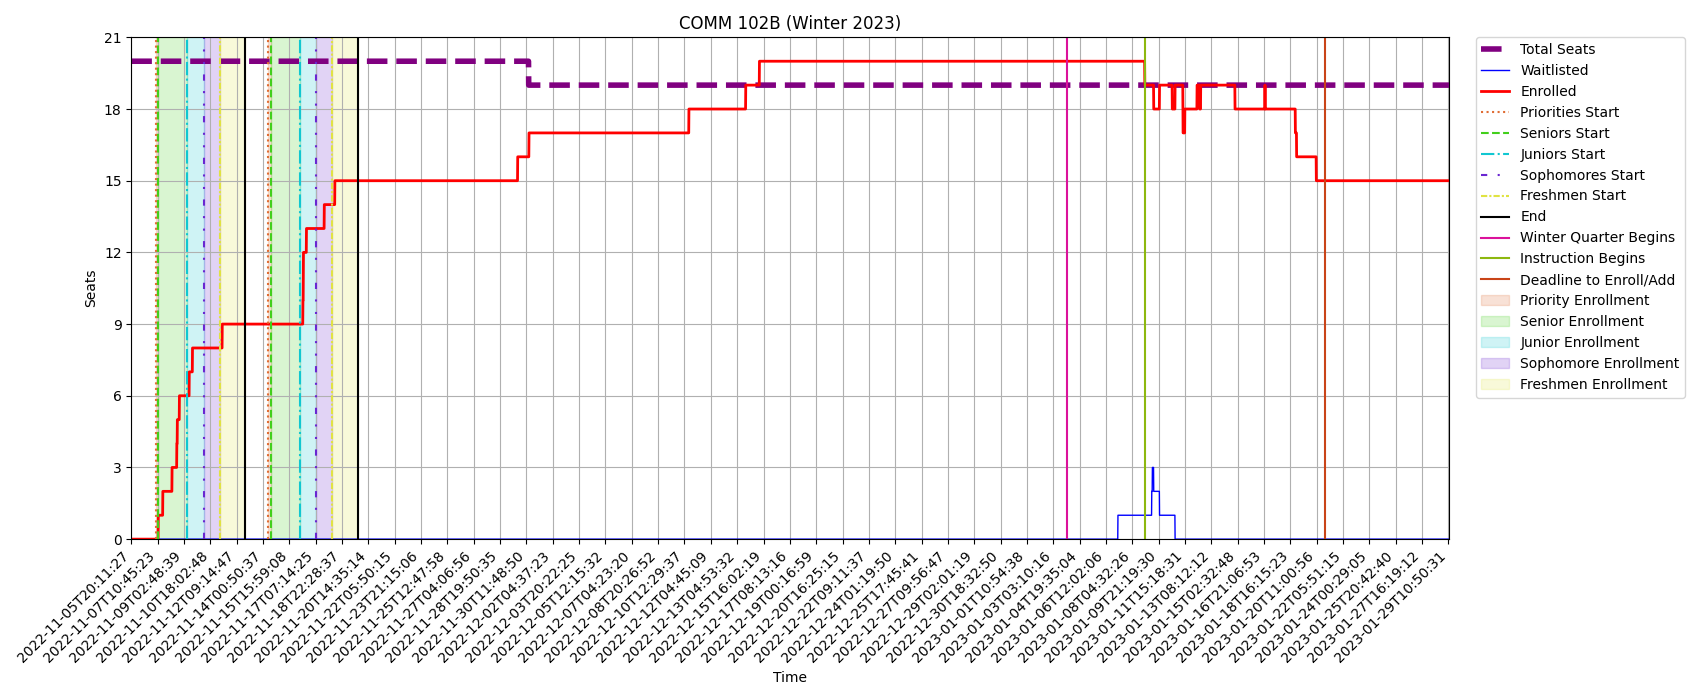 COMM 102B (Winter 2023)
21
18
15
12
9
6
3
0
Seats
2022-11-05T20:11:27
2022-11-07T10:45:23
2022-11-09T02:48:39
2022-11-10T18:02:48
2022-11-12T09:14:47
2022-11-14T00:50:37
2022-11-15T15:59:08
2022-11-17T07:14:25
2022-11-18T22:28:37
2022-11-20T14:35:14
2022-11-22T05:50:15
2022-11-23T21:15:06
2022-11-25T12:47:58
2022-11-27T04:06:56
2022-11-28T19:50:35
2022-11-30T11:48:50
2022-12-02T04:37:23
2022-12-03T20:22:25
2022-12-05T12:15:32
2022-12-07T04:23:20
2022-12-08T20:26:52
2022-12-10T12:29:37
2022-12-12T04:45:09
2022-12-13T04:53:32
2022-12-15T16:02:19
2022-12-17T08:13:16
2022-12-19T00:16:59
2022-12-20T16:25:15
2022-12-22T09:11:37
2022-12-24T01:19:50
2022-12-25T17:45:41
2022-12-27T09:56:47
2022-12-29T02:01:19
2022-12-30T18:32:50
2023-01-01T10:54:38
2023-01-03T03:10:16
2023-01-04T19:35:04
2023-01-06T12:02:06
2023-01-08T04:32:26
2023-01-09T21:19:30
2023-01-11T15:18:31
2023-01-13T08:12:12
2023-01-15T02:32:48
2023-01-16T21:06:53
2023-01-18T16:15:23
2023-01-20T11:00:56
2023-01-22T05:51:15
2023-01-24T00:29:05
2023-01-25T20:42:40
2023-01-27T16:19:12
2023-01-29T10:50:31
Time
Total Seats
Waitlisted
Enrolled
Priorities Start
Seniors Start
Juniors Start
Sophomores Start
Freshmen Start
End
Winter Quarter Begins
Instruction Begins
Deadline to Enroll/Add
Priority Enrollment
Senior Enrollment
Junior Enrollment
Sophomore Enrollment
Freshmen Enrollment